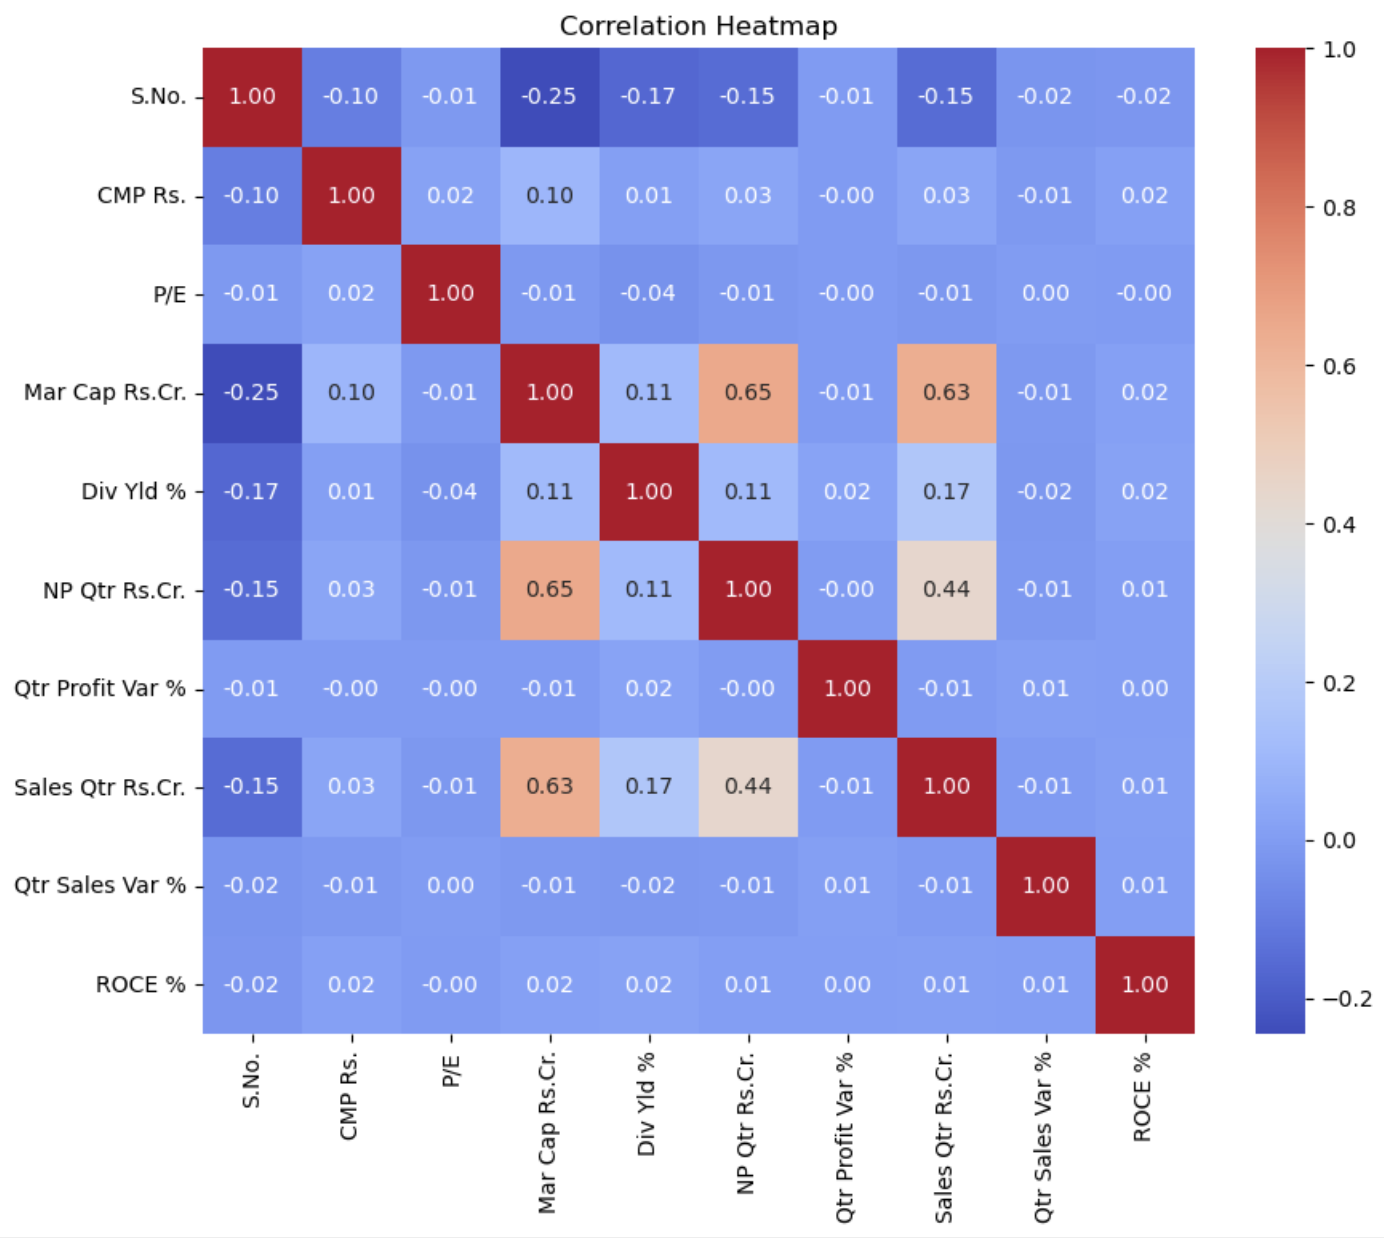 Correlation Heatmap
S.No. 1.00 -0.10 -0.01 -0.25 -0.17 -0.15 -0.01 -0.15 -0.02 -0.02
CMP Rs. -0.10 1.00 0.02 0.10 0.01 0.03 -0.00 0.03 -0.01 0.02
P/E -0.01 0.02 1.00 -0.01 -0.04 -0.01 -0.00 -0.01 0.00 -0.00
Mar Cap Rs.Cr. -0.25 0.10 -0.01 1.00 0.11 0.65 -0.01 0.63 -0.01 0.02
Div Yld % -0.17 0.01 -0.04 0.11 1.00 0.11 0.02 0.17 -0.02 0.02
NP Qtr Rs.Cr. -0.15 0.03 -0.01 0.65 0.11 1.00 -0.00 0.44 -0.01 0.01
Qtr Profit Var % -0.01 -0.00 -0.00 -0.01 0.02 -0.00 1.00 -0.01 0.01 0.00
Sales Qtr Rs.Cr. -0.15 0.03 -0.01 0.63 0.17 0.44 -0.01 1.00 -0.01 0.01
Qtr Sales Var % -0.02 -0.01 0.00 -0.01 -0.02 -0.01 0.01 -0.01 1.00 0.01
ROCE % -0.02 0.02 -0.00 0.02 0.02 0.01 0.00 0.01 0.01 1.00
S.No.
CMP Rs.
P/E
Mar Cap Rs.Cr.
Div Yld %
NP Qtr Rs.Cr.
Qtr Profit Var %
Sales Qtr Rs.Cr.
Qtr Sales Var %
ROCE %
1.0
0.8
0.6
0.4
0.2
0.0
−0.2